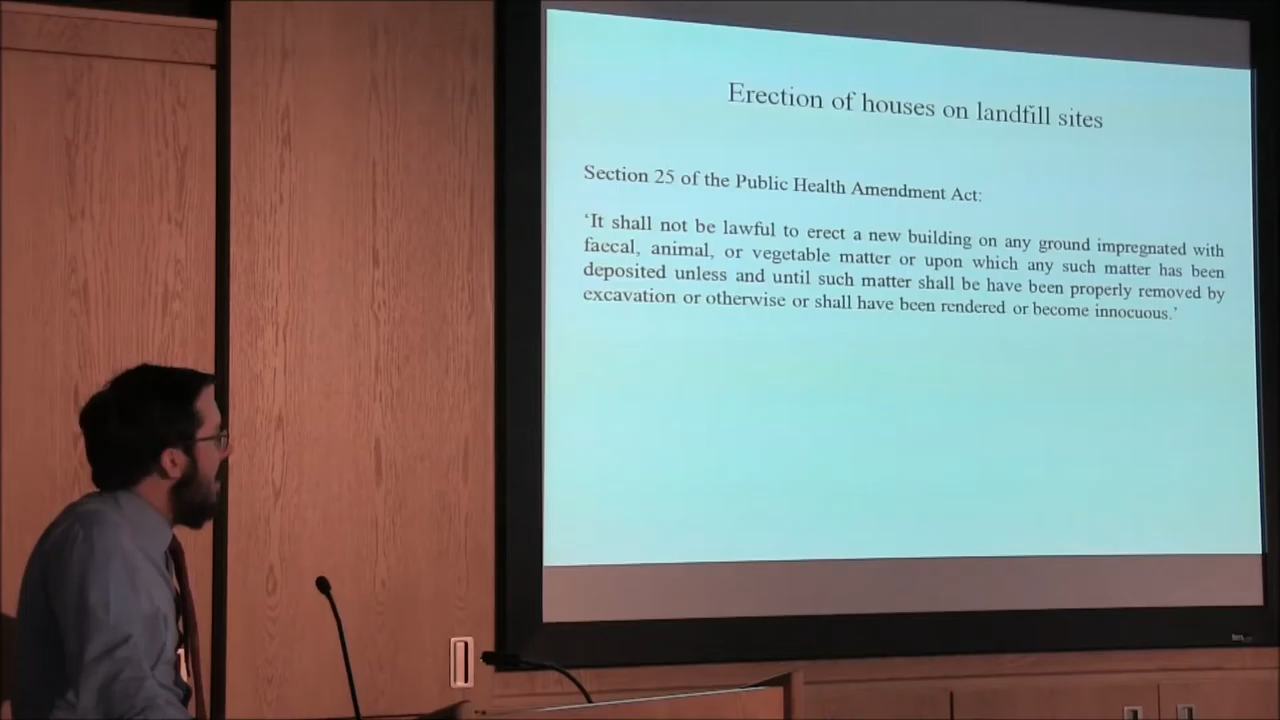 Erection of houses on landfill sites
Section 25 of the Public Health Amendment Act:
‘It shall not be lawful to erect a new building on any ground impregnated with
faecal, animal, or vegetable matter or upon which any such matter has been
deposited unless and until such matter shall be have been properly removed by
excavation or otherwise or shall have been rendered or become innocuous.’